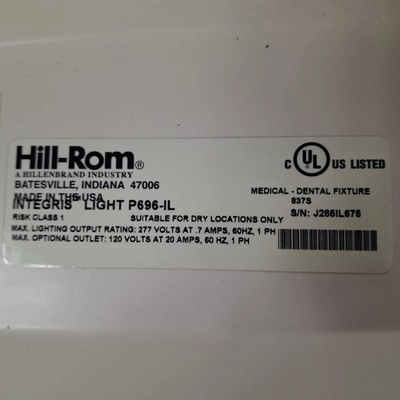 Hill-Rom®
A HILLENBRAND INDUSTRY
BATESVILLE, INDIANA 47006
MADE IN THE USA
INTEGRIS™ LIGHT P696-IL
RISK CLASS 1
SUITABLE FOR DRY LOCATIONS ONLY
MAX. LIGHTING OUTPUT RATING: 277 VOLTS AT .7 AMPS, 60HZ, 1 PH
MAX. OPTIONAL OUTLET: 120 VOLTS AT 20 AMPS, 60 HZ, 1 PH
C UL® US LISTED
MEDICAL - DENTAL FIXTURE
837S
S/N: J285IL675